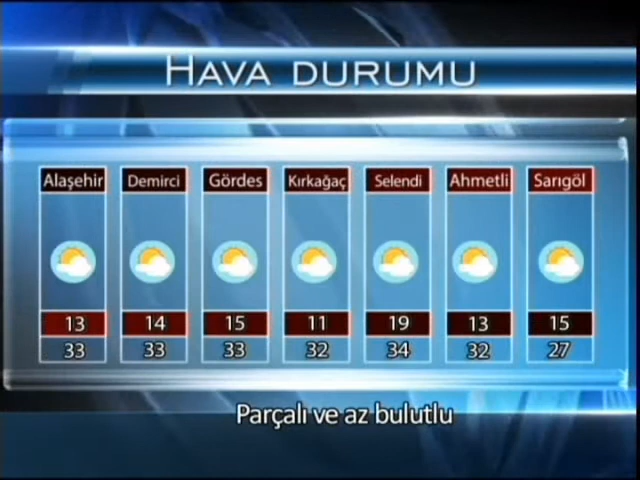 HAVA DURUMU
Alaşehir Demirci Gördes Kırkağaç Selendi Ahmetli Sarıgöl
13 14 15 11 19 13 15
33 33 33 32 34 32 27
Parçalı ve az bulutlu